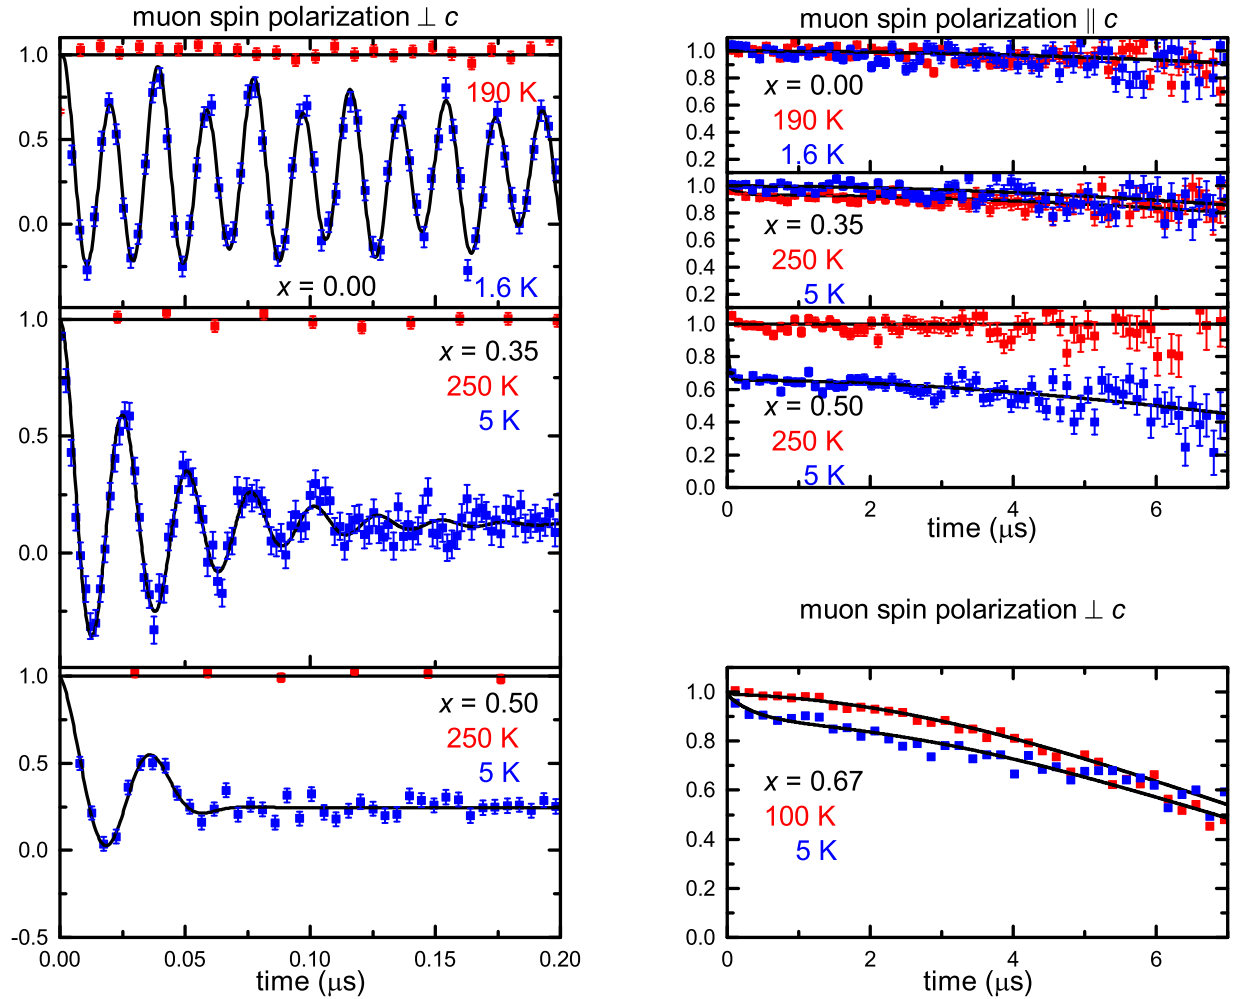 muon spin polarization ⊥ c
1.0
0.5
0.0
190 K
x = 0.00
1.6 K
1.0
0.5
0.0
x = 0.35
250 K
5 K
1.0
0.5
0.0
-0.5
x = 0.50
250 K
5 K
0.00
0.05
0.10
0.15
0.20
time (μs)
muon spin polarization || c
1.0
0.8
0.6
0.4
0.2
x = 0.00
190 K
1.6 K
0
2
4
6
1.0
0.8
0.6
0.4
0.2
x = 0.35
250 K
5 K
1.0
0.8
0.6
0.4
0.2
0.0
x = 0.50
250 K
5 K
0
2
4
6
time (μs)
muon spin polarization ⊥ c
1.0
0.8
0.6
0.4
0.2
0.0
x = 0.67
100 K
5 K
0
2
4
6
time (μs)